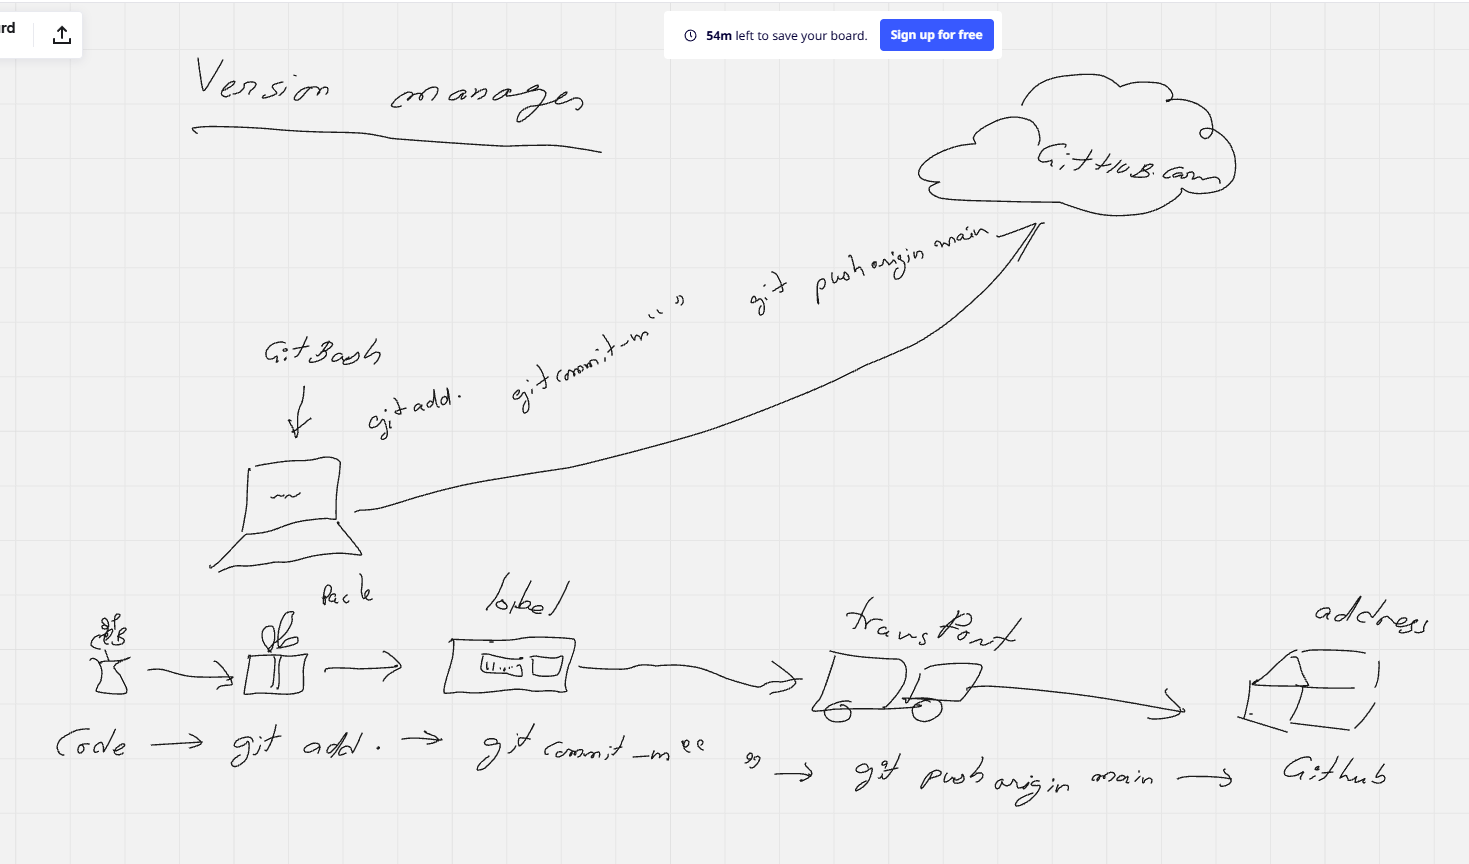 rd
54m left to save your board.
Sign up for free
Version manages
GitHUB.com
git add.
git commit -m “ ”
git push origin main
GitBash
Pack
label
transPort
address
Code → git add . → git commit -m “ ” → git push origin main → Github